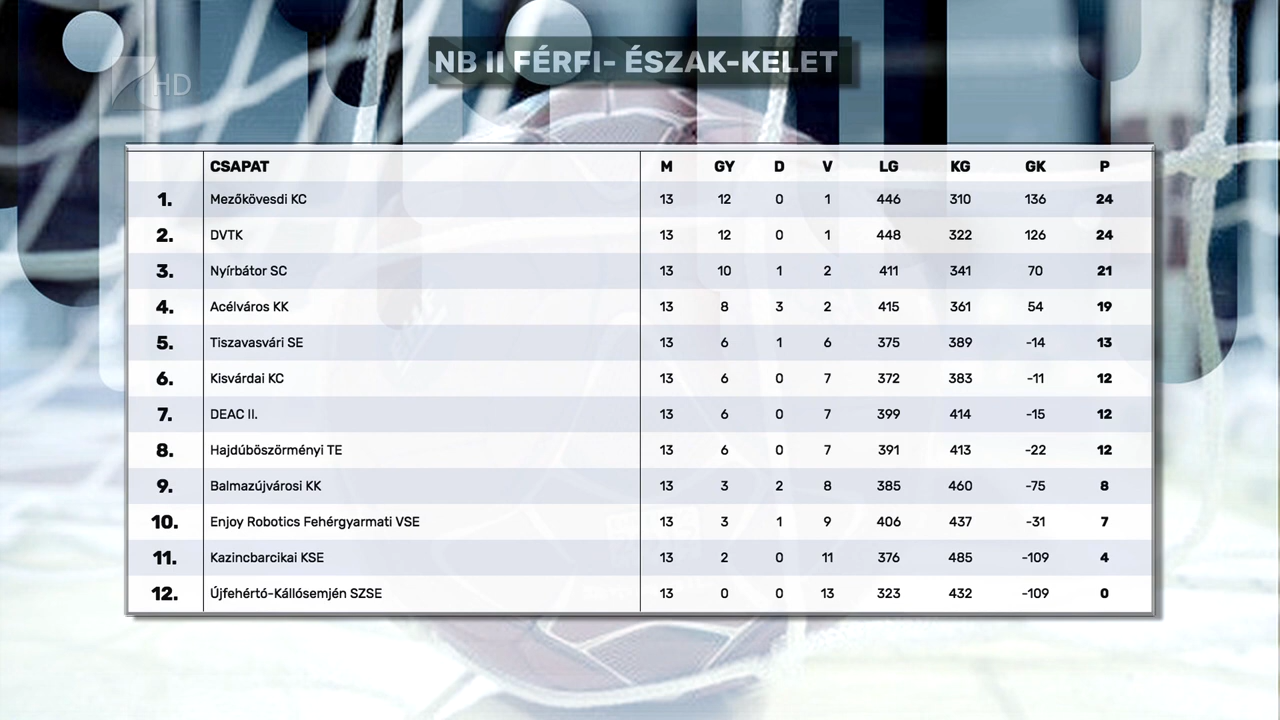 NB II FÉRFI- ÉSZAK-KELET
HD
CSAPAT M GY D V LG KG GK P
1. Mezőkövesdi KC 13 12 0 1 446 310 136 24
2. DVTK 13 12 0 1 448 322 126 24
3. Nyírbátor SC 13 10 1 2 411 341 70 21
4. Acélváros KK 13 8 3 2 415 361 54 19
5. Tiszavasvári SE 13 6 1 6 375 389 -14 13
6. Kisvárdai KC 13 6 0 7 372 383 -11 12
7. DEAC II. 13 6 0 7 399 414 -15 12
8. Hajdúböszörményi TE 13 6 0 7 391 413 -22 12
9. Balmazújvárosi KK 13 3 2 8 385 460 -75 8
10. Enjoy Robotics Fehérgyarmati VSE 13 3 1 9 406 437 -31 7
11. Kazincbarcikai KSE 13 2 0 11 376 485 -109 4
12. Újfehértó-Kállósemjén SZSE 13 0 0 13 323 432 -109 0